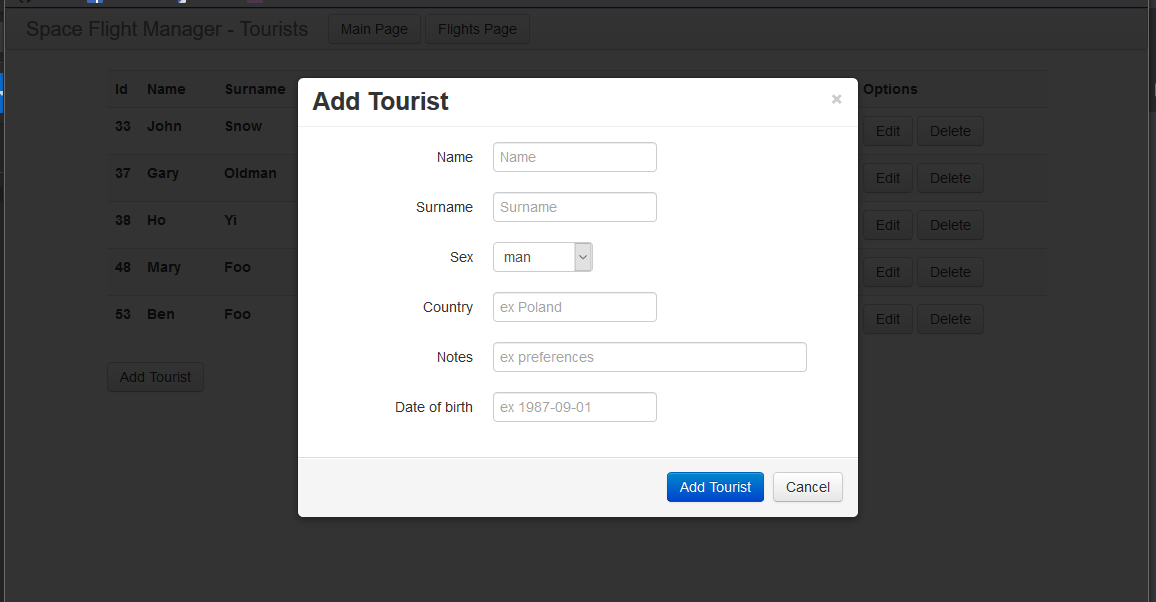 Space Flight Manager - Tourists Main Page Flights Page
Id Name Surname Options
Add Tourist ×
33 John Snow Edit Delete
Name Name
37 Gary Oldman Edit Delete
Surname Surname
38 Ho Yi Edit Delete
Sex man
48 Mary Foo Edit Delete
Country ex Poland
53 Ben Foo Edit Delete
Notes ex preferences
Add Tourist
Date of birth ex 1987-09-01
Add Tourist Cancel